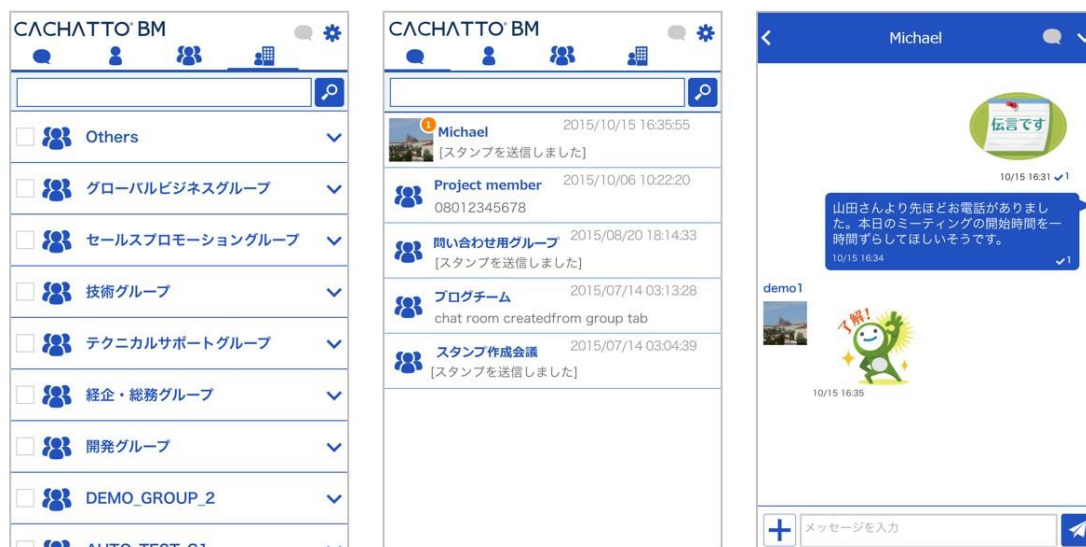 CACHATTO BM
Others
グローバルビジネスグループ
セールスプロモーショングループ
技術グループ
テクニカルサポートグループ
経企・総務グループ
開発グループ
DEMO_GROUP_2
CACHATTO BM
1
Michael
2015/10/15 16:35:55
[スタンプを送信しました]
Project member
2015/10/06 10:22:20
08012345678
問い合わせ用グループ
2015/08/20 18:14:33
[スタンプを送信しました]
ブログチーム
2015/07/14 03:13:28
chat room createdfrom group tab
スタンプ作成会議
2015/07/14 03:04:39
[スタンプを送信しました]
Michael
伝言です
10/15 16:31 ✓1
山田さんより先ほどお電話がありまし
た。本日のミーティングの開始時間を一
時間ずらしてほしいそうです。
10/15 16:34 ✓1
demo1
了解!
10/15 16:35
メッセージを入力